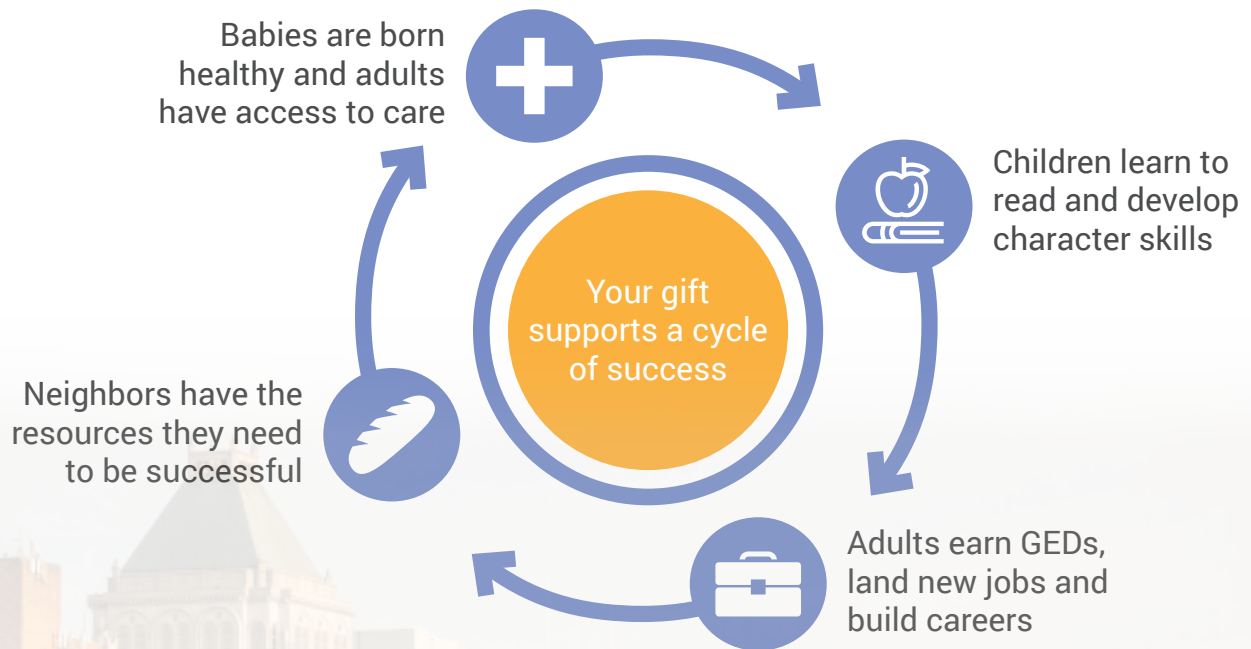 Babies are born
healthy and adults
have access to care
Children learn to
read and develop
character skills
Your gift
supports a cycle
of success
Neighbors have the
resources they need
to be successful
Adults earn GEDs,
land new jobs and
build careers